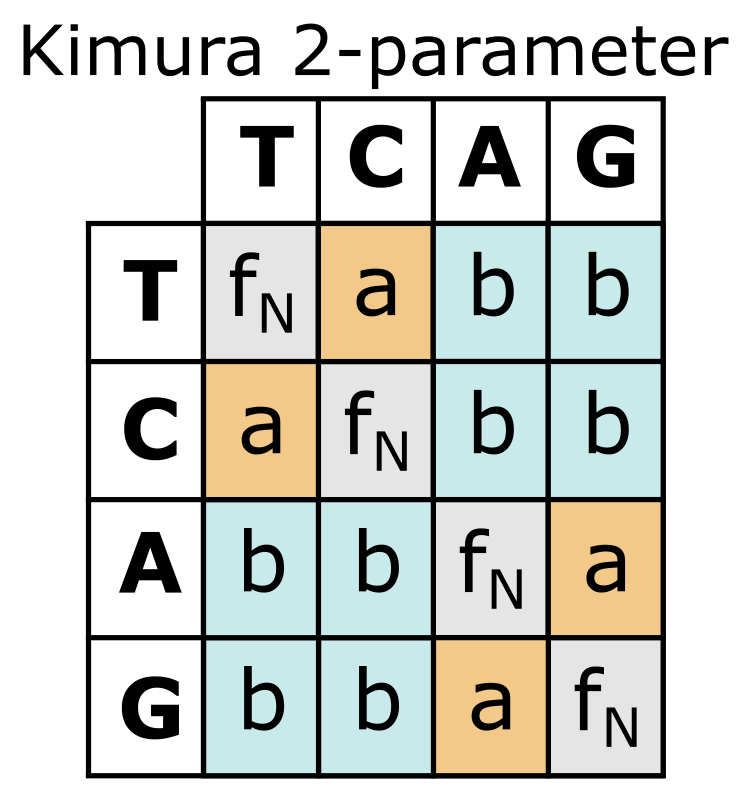 Kimura 2-parameter
T C A G
T f_N a b b
C a f_N b b
A b b f_N a
G b b a f_N